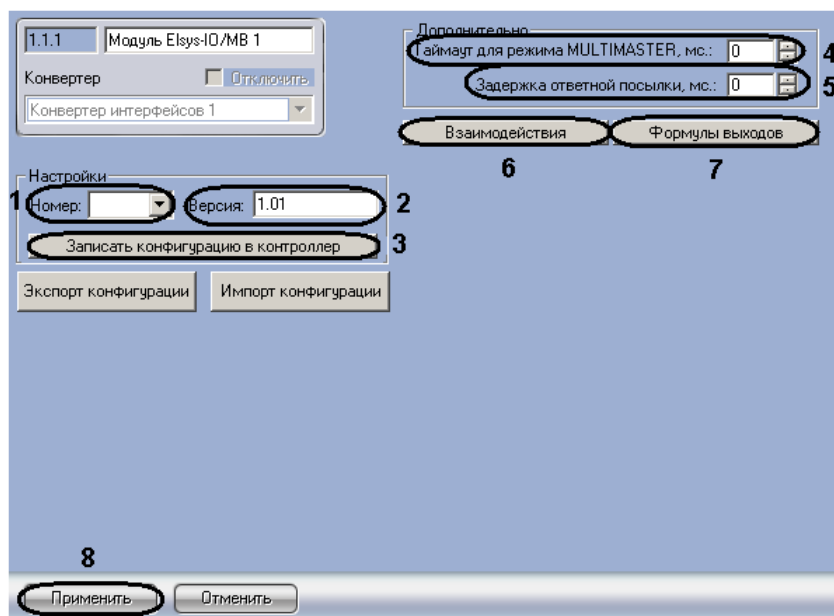 1.1.1 Модуль Elsys-IO/MB 1
Конвертер Отключить
Конвертер интерфейсов 1
Настройки
1 Номер: Версия: 1.01 2
Записать конфигурацию в контроллер 3
Экспорт конфигурации Импорт конфигурации
Дополнительно
Таймаут для режима MULTIMASTER, мс.: 0 4
Задержка ответной посылки, мс.: 0 5
Взаимодействия Формулы выходов
6 7
8
Применить Отменить